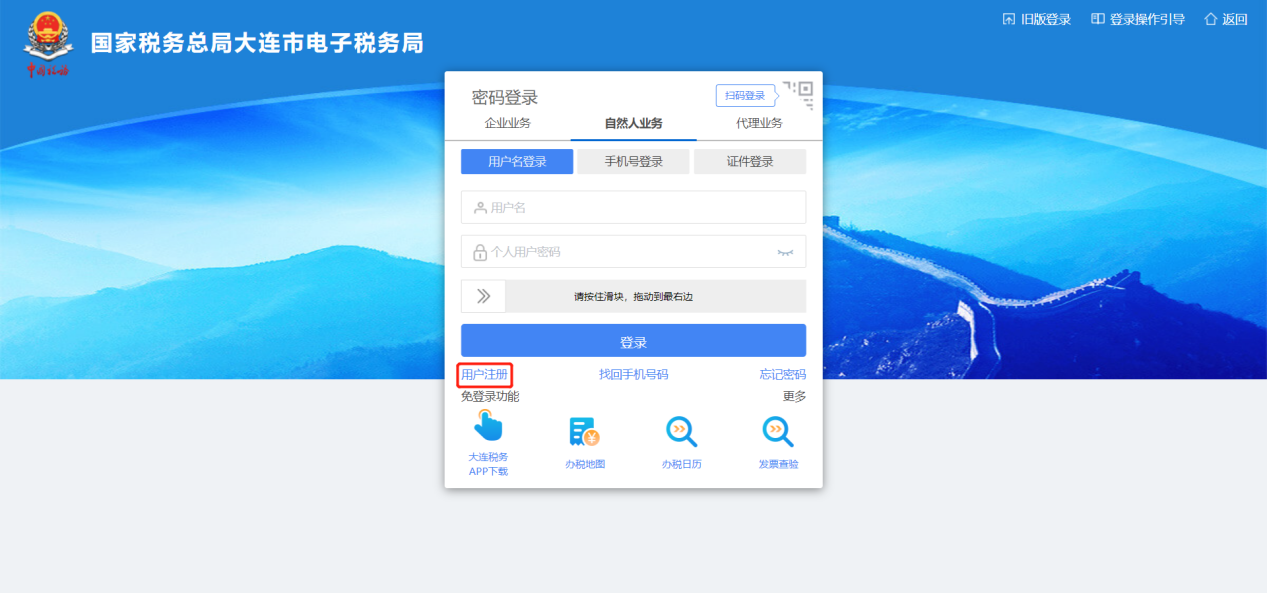 旧版登录 登录操作引导 返回
国家税务总局大连市电子税务局
中国税务
密码登录 扫码登录
企业业务 自然人业务 代理业务
用户名登录 手机号登录 证件登录
用户名
个人用户密码
请按住滑块，拖动到最右边
登录
用户注册 找回手机号码 忘记密码
免登录功能 更多
大连税务
APP下载
办税地图 办税日历 发票查验